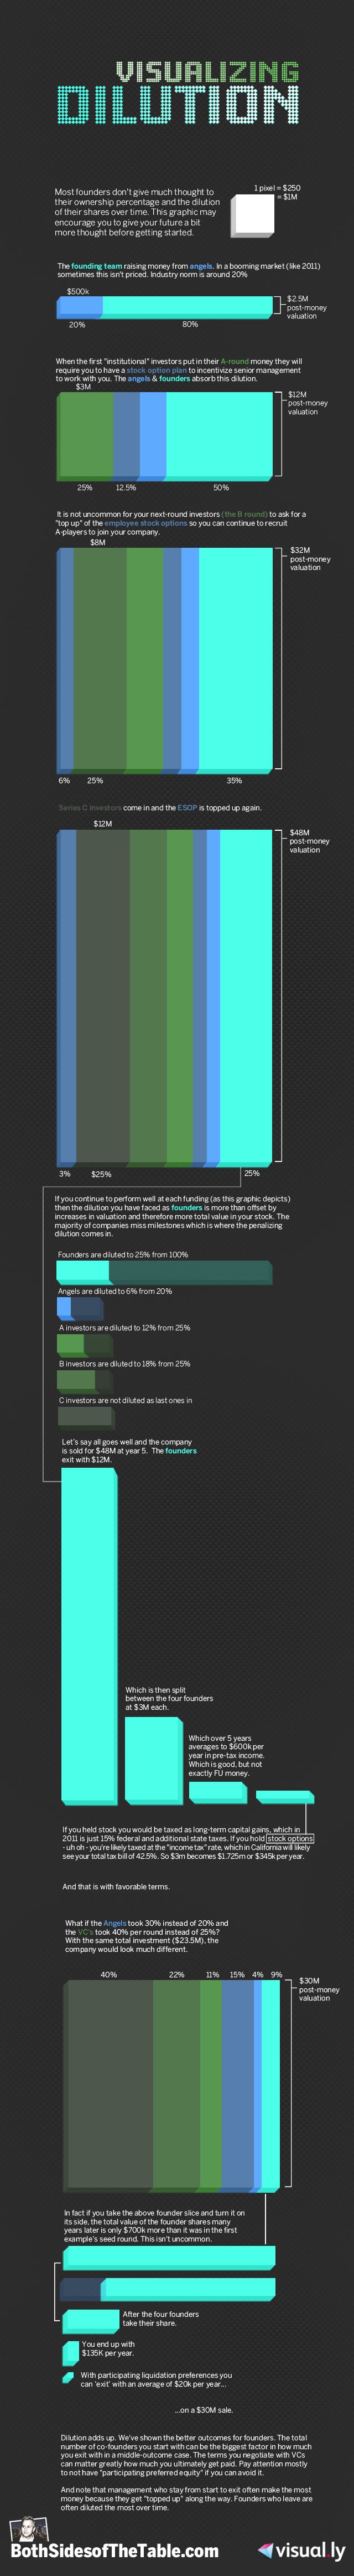 VISUALIZING
DILUTION
Most founders don't give much thought to
their ownership percentage and the dilution
of their shares over time. This graphic may
encourage you to give your future a bit
more thought before getting started.
1 pixel = $250
= $1M
The founding team raising money from angels. In a booming market (like 2011)
sometimes this isn't priced. Industry norm is around 20%
$500k
$2.5M
post-money
valuation
20%
80%
When the first "institutional" investors put in their A-round money they will
require you to have a stock option plan to incentivize senior management
to work with you. The angels & founders absorb this dilution.
$3M
$12M
post-money
valuation
25%
12.5%
50%
It is not uncommon for your next-round investors (the B round) to ask for a
"top up" of the employee stock options so you can continue to recruit
A-players to join your company.
$8M
$32M
post-money
valuation
6%
25%
35%
Series C investors come in and the ESOP is topped up again.
$12M
$48M
post-money
valuation
3%
$25%
25%
If you continue to perform well at each funding (as this graphic depicts)
then the dilution you have faced as founders is more than offset by
increases in valuation and therefore more total value in your stock. The
majority of companies miss milestones which is where the penalizing
dilution comes in.
Founders are diluted to 25% from 100%
Angels are diluted to 6% from 20%
A investors are diluted to 12% from 25%
B investors are diluted to 18% from 25%
C investors are not diluted as last ones in
Let's say all goes well and the company
is sold for $48M at year 5. The founders
exit with $12M.
Which is then split
between the four founders
at $3M each.
Which over 5 years
averages to $600k per
year in pre-tax income.
Which is good, but not
exactly FU money.
If you held stock you would be taxed as long-term capital gains, which in
2011 is just 15% federal and additional state taxes. If you hold stock options
- uh oh - you're likely taxed at the "income tax" rate, which in California will likely
see your total tax bill of 42.5%. So $3m becomes $1.725m or $345k per year.
And that is with favorable terms.
What if the Angels took 30% instead of 20% and
the VC's took 40% per round instead of 25%?
With the same total investment ($23.5M), the
company would look much different.
40%
22%
11%
15%
4%
9%
$30M
post-money
valuation
In fact if you take the above founder slice and turn it on
its side, the total value of the founder shares many
years later is only $700k more than it was in the first
example's seed round. This isn't uncommon.
After the four founders
take their share.
You end up with
$135K per year.
With participating liquidation preferences you
can 'exit' with an average of $20k per year...
...on a $30M sale.
Dilution adds up. We've shown the better outcomes for founders. The total
number of co-founders you start with can be the biggest factor in how much
you exit with in a middle-outcome case. The terms you negotiate with VCs
can matter greatly how much you ultimately get paid. Pay attention mostly
to not have "participating preferred equity" if you can avoid it.
And note that management who stay from start to exit often make the most
money because they get "topped up" along the way. Founders who leave are
often diluted the most over time.
BothSidesofTheTable.com
visual.ly